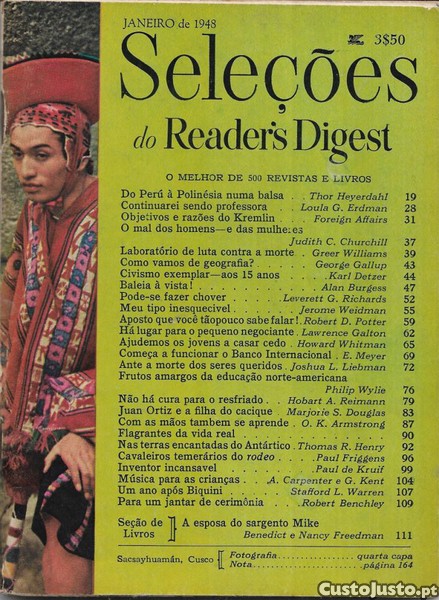 JANEIRO de 1948
3$50
Seleções
do Reader's Digest
O MELHOR DE 500 REVISTAS E LIVROS
Do Perú à Polinésia numa balsa . . Thor Heyerdahl 19
Continuarei sendo professora . . Loula G. Erdman 28
Objetivos e razões do Kremlin . . Foreign Affairs 31
O mal dos homens—e das mulheres
Judith C. Churchill 37
Laboratório de luta contra a morte . Greer Williams 39
Como vamos de geografia? . . . . George Gallup 43
Civismo exemplar—aos 15 anos . . . Karl Detzer 44
Baleia à vista! . . . . . . . . . Alan Burgess 47
Pode-se fazer chover . . . Leverett G. Richards 52
Meu tipo inesquecivel . . . . Jerome Weidman 55
Aposto que você tãopouco sabe falar! . Robert D. Potter 59
Há lugar para o pequeno negociante . Lawrence Galton 62
Ajudemos os jovens a casar cedo . Howard Whitman 65
Começa a funcionar o Banco Internacional . E. Meyer 69
Ante a morte dos seres queridos . Joshua L. Liebman 72
Frutos amargos da educação norte-americana
Philip Wylie 76
Não há cura para o resfriado . Hobart A. Reimann 79
Juan Ortiz e a filha do cacique . Marjorie S. Douglas 83
Com as mãos tambem se aprende . O. K. Armstrong 87
Flagrantes da vida real . . . . . . . . . . 90
Nas terras encantadas do Antártico . Thomas R. Henry 92
Cavaleiros temerários do rodeo . . Paul Friggens 96
Inventor incansavel . . . . . . Paul de Kruif 99
Música para as crianças . . A. Carpenter e G. Kent 104
Um ano após Biquini . . . . Stafford L. Warren 107
Para um jantar de cerimônia . . . Robert Benchley 109
Seção de Livros ] A esposa do sargento Mike
Benedict e Nancy Freedman 111
Sacsayhuamán, Cusco [ Fotografia . . . . . . quarta capa
Nota . . . . . . página 164
CustoJusto.pt